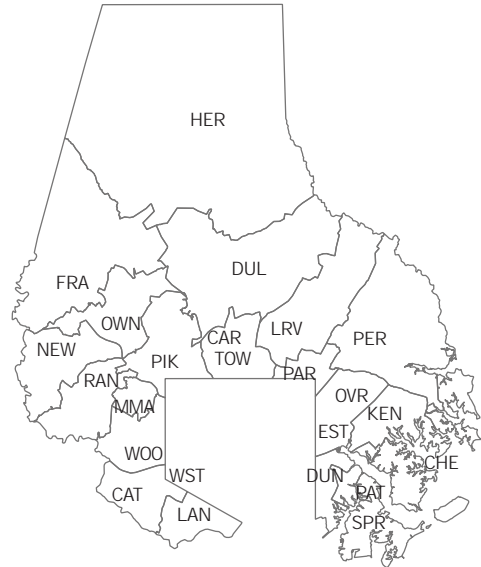 HER
DUL
FRA
OWN
CAR
TOW
LRV
PER
NEW
PIK
RAN
PAR
MMA
OVR
KEN
EST
WOO
CHE
WST
DUN
CAT
PAT
LAN
SPR